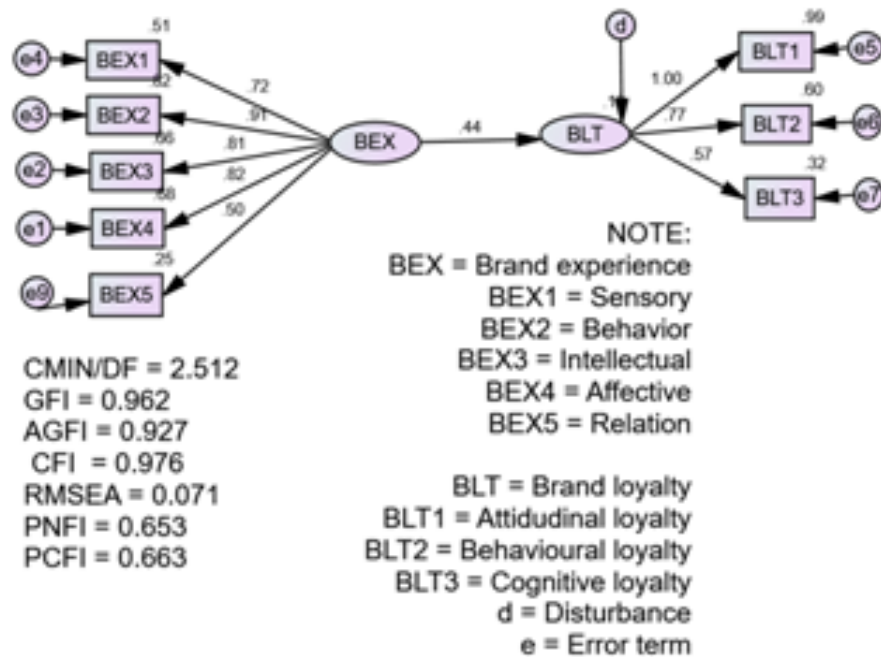 .51
e4 BEX1
.72
e3 BEX2
.91
.66
e2 BEX3
.81
.68
e1 BEX4
.82
.25
e9 BEX5
.50
BEX
.44
d
BLT
1.00
.77
.57
.99
BLT1 e5
.60
BLT2 e6
.32
BLT3 e7
NOTE:
BEX = Brand experience
BEX1 = Sensory
BEX2 = Behavior
BEX3 = Intellectual
BEX4 = Affective
BEX5 = Relation
BLT = Brand loyalty
BLT1 = Attidudinal loyalty
BLT2 = Behavioural loyalty
BLT3 = Cognitive loyalty
d = Disturbance
e = Error term
CMIN/DF = 2.512
GFI = 0.962
AGFI = 0.927
CFI = 0.976
RMSEA = 0.071
PNFI = 0.653
PCFI = 0.663